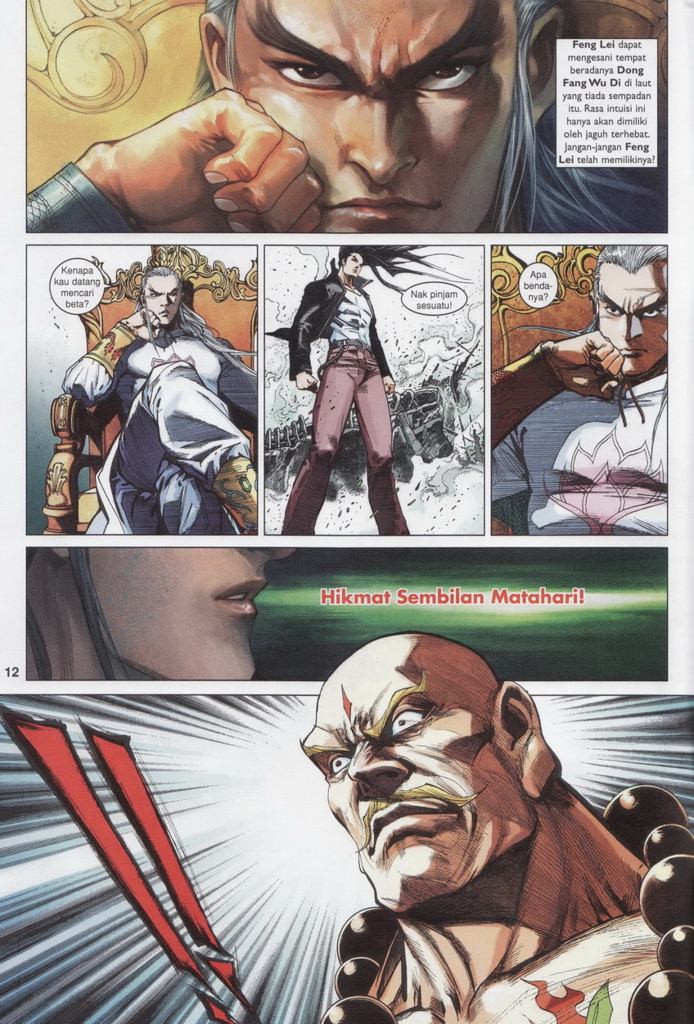 Feng Lei dapat
mengesani tempat
beradanya Dong
Fang Wu Di di laut
yang tiada sempadan
itu. Rasa intuisi ini
hanya akan dimiliki
oleh jaguh terhebat.
Jangan-jangan Feng
Lei telah memilikinya?
Kenapa
kau datang
mencari
beta?
Nak pinjam
sesuatu!
Apa
benda-
nya?
Hikmat Sembilan Matahari!
12